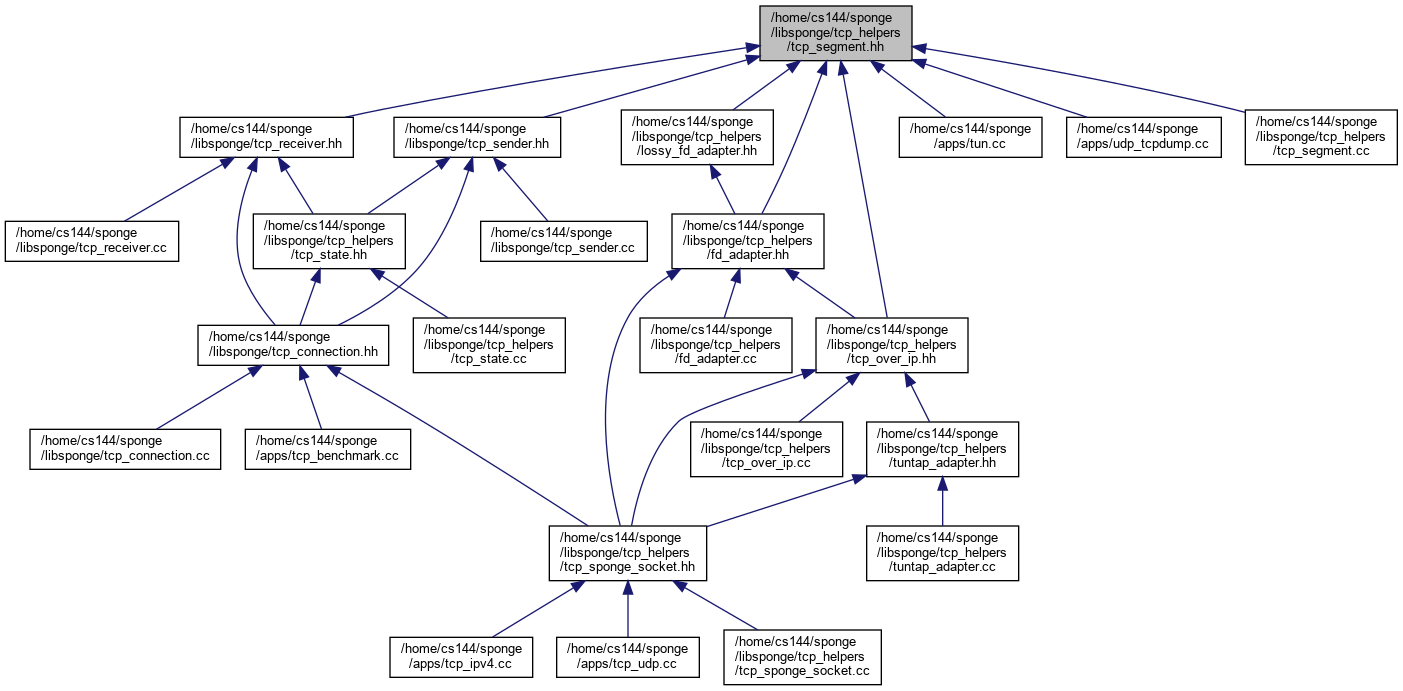 /home/cs144/sponge
/libsponge/tcp_helpers
/tcp_segment.hh
/home/cs144/sponge
/libsponge/tcp_receiver.hh
/home/cs144/sponge
/libsponge/tcp_sender.hh
/home/cs144/sponge
/libsponge/tcp_helpers
/lossy_fd_adapter.hh
/home/cs144/sponge
/apps/tun.cc
/home/cs144/sponge
/apps/udp_tcpdump.cc
/home/cs144/sponge
/libsponge/tcp_helpers
/tcp_segment.cc
/home/cs144/sponge
/libsponge/tcp_receiver.cc
/home/cs144/sponge
/libsponge/tcp_helpers
/tcp_state.hh
/home/cs144/sponge
/libsponge/tcp_sender.cc
/home/cs144/sponge
/libsponge/tcp_helpers
/fd_adapter.hh
/home/cs144/sponge
/libsponge/tcp_connection.hh
/home/cs144/sponge
/libsponge/tcp_helpers
/tcp_state.cc
/home/cs144/sponge
/libsponge/tcp_helpers
/fd_adapter.cc
/home/cs144/sponge
/libsponge/tcp_helpers
/tcp_over_ip.hh
/home/cs144/sponge
/libsponge/tcp_connection.cc
/home/cs144/sponge
/apps/tcp_benchmark.cc
/home/cs144/sponge
/libsponge/tcp_helpers
/tcp_over_ip.cc
/home/cs144/sponge
/libsponge/tcp_helpers
/tuntap_adapter.hh
/home/cs144/sponge
/libsponge/tcp_helpers
/tcp_sponge_socket.hh
/home/cs144/sponge
/libsponge/tcp_helpers
/tuntap_adapter.cc
/home/cs144/sponge
/apps/tcp_ipv4.cc
/home/cs144/sponge
/apps/tcp_udp.cc
/home/cs144/sponge
/libsponge/tcp_helpers
/tcp_sponge_socket.cc